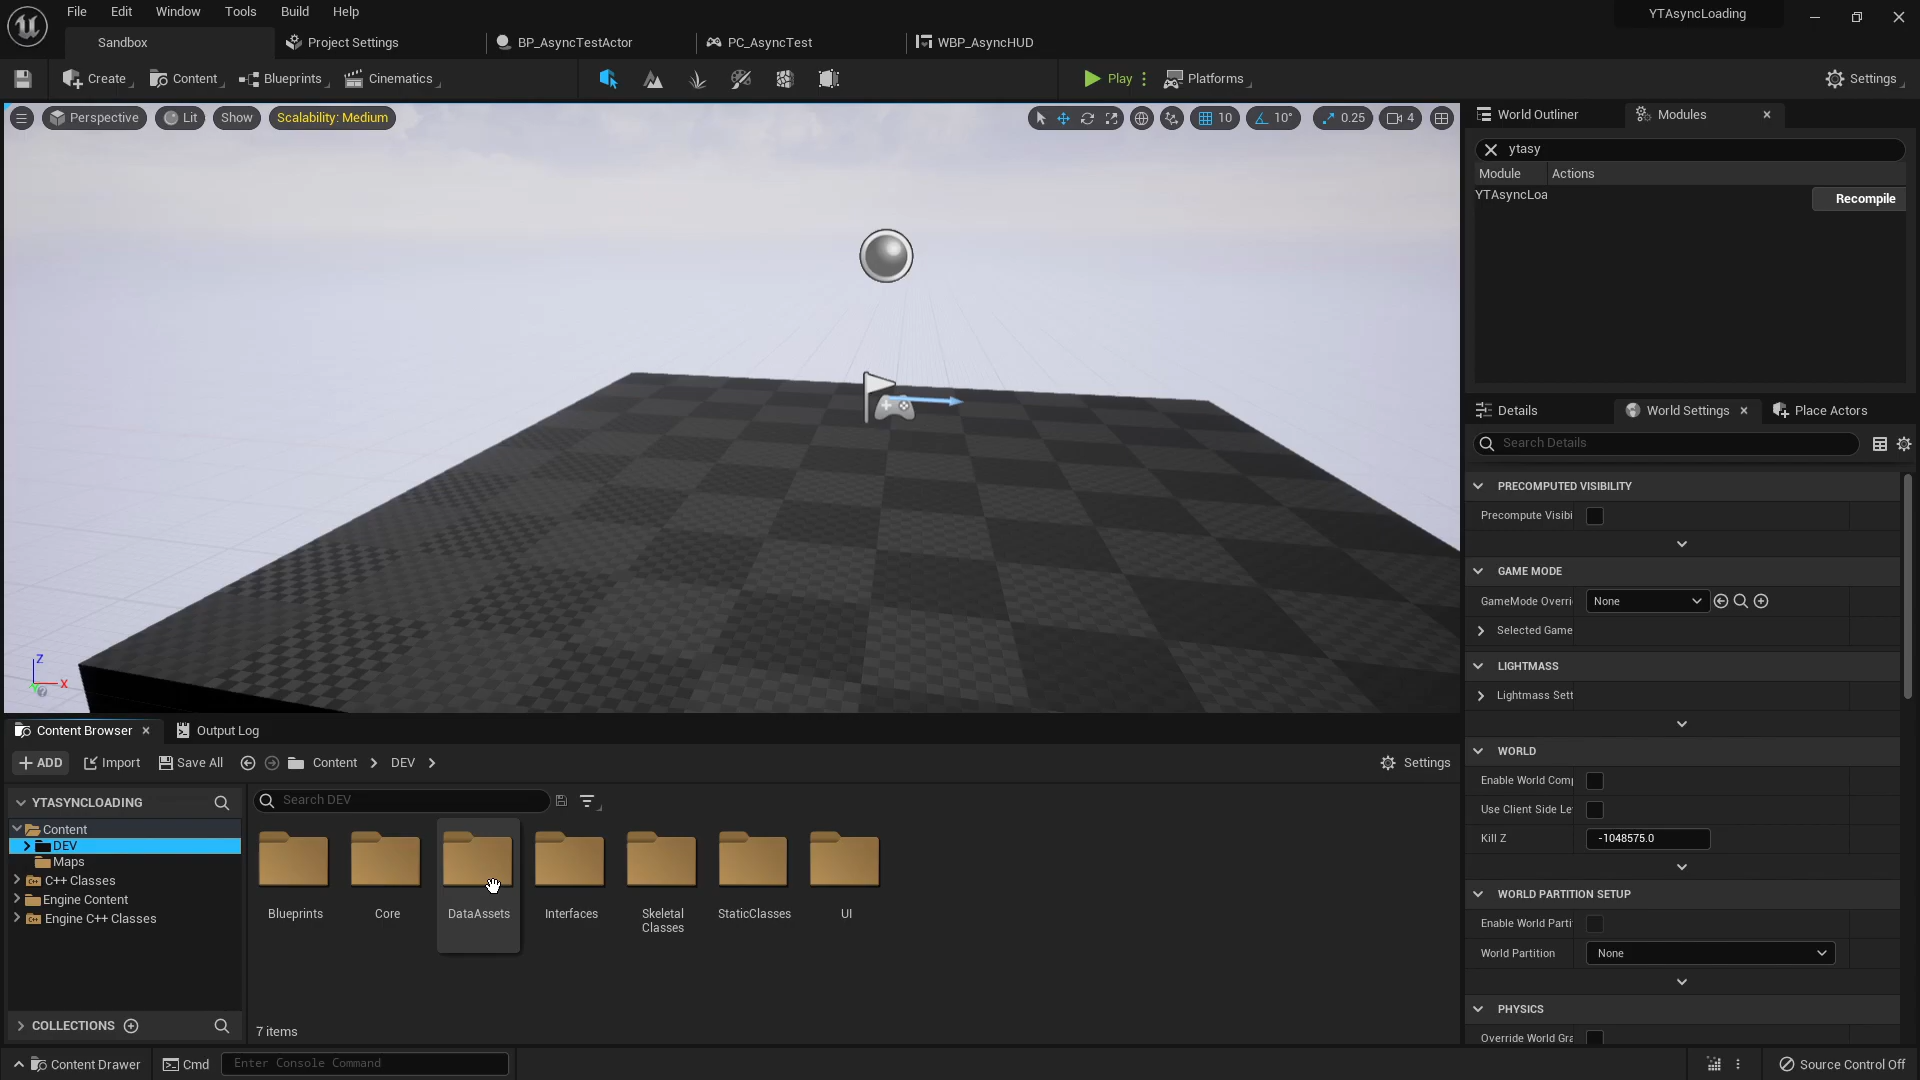 File Edit Window Tools Build Help
YTAsyncLoading
Sandbox
Project Settings
BP_AsyncTestActor
PC_AsyncTest
WBP_AsyncHUD
Create
Content
Blueprints
Cinematics
Play
Platforms
Settings
Perspective
Lit
Show
Scalability: Medium
10
10°
0.25
4
World Outliner
Modules
ytasy
Module
Actions
YTAsyncLoa
Recompile
Details
World Settings
Place Actors
Search Details
PRECOMPUTED VISIBILITY
Precompute Visibi
GAME MODE
GameMode Overri
None
Selected Game
LIGHTMASS
Lightmass Sett
WORLD
Enable World Comp
Use Client Side Le
Kill Z
-1048575.0
WORLD PARTITION SETUP
Enable World Parti
World Partition
None
PHYSICS
Override World Gra
Z
X
Content Browser
Output Log
ADD
Import
Save All
Content
DEV
Settings
YTASYNCLOADING
Content
DEV
Maps
C++ Classes
Engine Content
Engine C++ Classes
COLLECTIONS
Search DEV
Blueprints
Core
DataAssets
Interfaces
Skeletal
Classes
StaticClasses
UI
7 items
Content Drawer
Cmd
Enter Console Command
Source Control Off